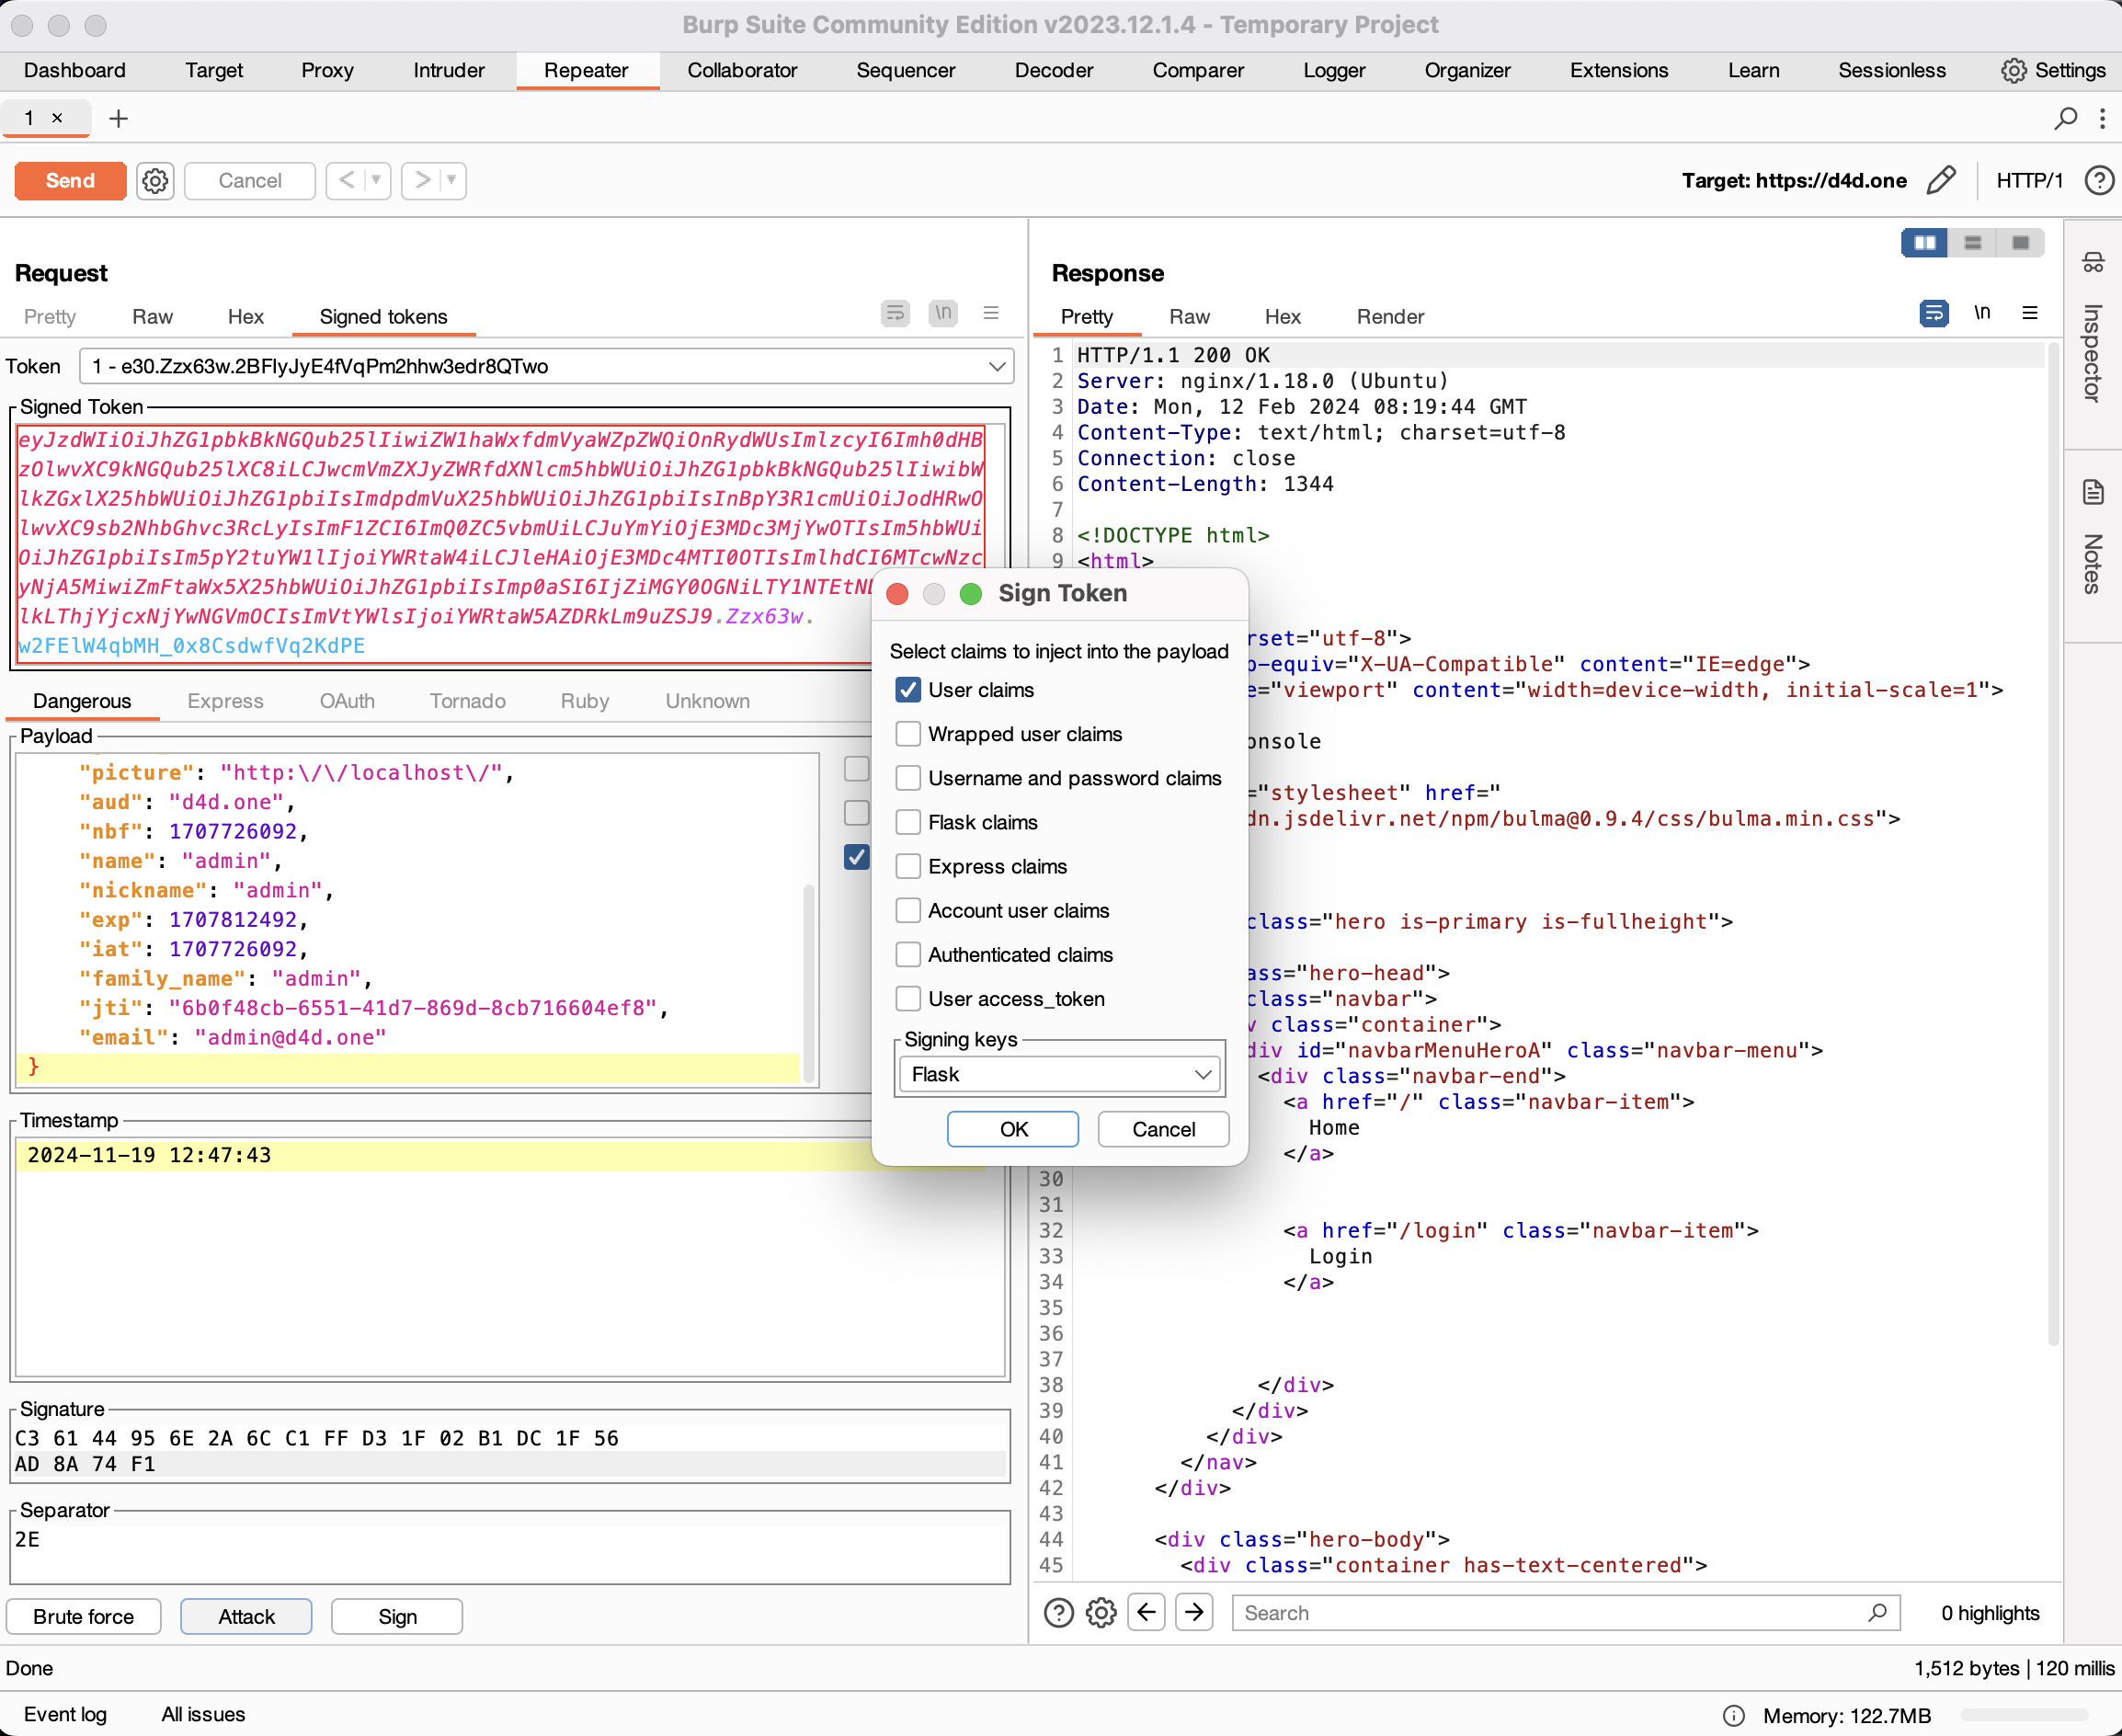 Burp Suite Community Edition v2023.12.1.4 - Temporary Project
Dashboard Target Proxy Intruder Repeater Collaborator Sequencer Decoder Comparer Logger Organizer Extensions Learn Sessionless Settings
1 × +
Send Cancel < > Target: https://d4d.one HTTP/1 ?
Request
Pretty Raw Hex Signed tokens \n
Token 1 - e30.Zzx63w.2BFlyJyE4fVqPm2hhw3edr8QTwo
Signed Token
eyJzdWIiOiJhZG1pbkBkNGQub25lIiwiZW1haWxfdmVyaWZpZWQiOnRydWUsImlzcyI6Imh0dHB
zOlwvXC9kNGQub25lXC8iLCJwcmVmZXJyZWRfdXNlcm5hbWUiOiJhZG1pbkBkNGQub25lIiwibW
lkZGxlX25hbWUiOiJhZG1pbiIsImdpdmVuX25hbWUiOiJhZG1pbiIsInBpY3R1cmUiOiJodHRwO
lwvXC9sb2NhbGhvc3RcLyIsImF1ZCI6ImQ0ZC5vbmUiLCJuYmYiOjE3MDc3MjYwOTIsIm5hbWUi
OiJhZG1pbiIsIm5pY2tuYW1lIjoiYWRtaW4iLCJleHAiOjE3MDc4MTI0OTIsImlhdCI6MTcwNzc
yNjA5MiwiZmFtaWx5X25hbWUiOiJhZG1pbiIsImp0aSI6IjZiMGY0OGNiLTY1NTEtND
lkLThjYjcxNjYwNGVmOCIsImVtYWlsIjoiYWRtaW5AZDRkLm9uZSJ9.Zzx63w.
w2FElW4qbMH_0x8CsdwfVq2KdPE
Dangerous Express OAuth Tornado Ruby Unknown
Payload
"picture": "http:\/\/localhost\/",
"aud": "d4d.one",
"nbf": 1707726092,
"name": "admin",
"nickname": "admin",
"exp": 1707812492,
"iat": 1707726092,
"family_name": "admin",
"jti": "6b0f48cb-6551-41d7-869d-8cb716604ef8",
"email": "admin@d4d.one"
}
Timestamp
2024-11-19 12:47:43
Signature
C3 61 44 95 6E 2A 6C C1 FF D3 1F 02 B1 DC 1F 56
AD 8A 74 F1
Separator
2E
Brute force Attack Sign
Sign Token
Select claims to inject into the payload
User claims
Wrapped user claims
Username and password claims
Flask claims
Express claims
Account user claims
Authenticated claims
User access_token
Signing keys
Flask
OK Cancel
Response
Pretty Raw Hex Render \n
1 HTTP/1.1 200 OK
2 Server: nginx/1.18.0 (Ubuntu)
3 Date: Mon, 12 Feb 2024 08:19:44 GMT
4 Content-Type: text/html; charset=utf-8
5 Connection: close
6 Content-Length: 1344
7
8 <!DOCTYPE html>
9 <html>
rset="utf-8">
p-equiv="X-UA-Compatible" content="IE=edge">
e="viewport" content="width=device-width, initial-scale=1">
onsole
="stylesheet" href="
dn.jsdelivr.net/npm/bulma@0.9.4/css/bulma.min.css">
class="hero is-primary is-fullheight">
ass="hero-head">
class="navbar">
v class="container">
div id="navbarMenuHeroA" class="navbar-menu">
<div class="navbar-end">
<a href="/" class="navbar-item">
Home
</a>
30
31
32 <a href="/login" class="navbar-item">
33 Login
34 </a>
35
36
37
38 </div>
39 </div>
40 </div>
41 </nav>
42 </div>
43
44 <div class="hero-body">
45 <div class="container has-text-centered">
Search 0 highlights
Inspector
Notes
Done 1,512 bytes | 120 millis
Event log All issues Memory: 122.7MB